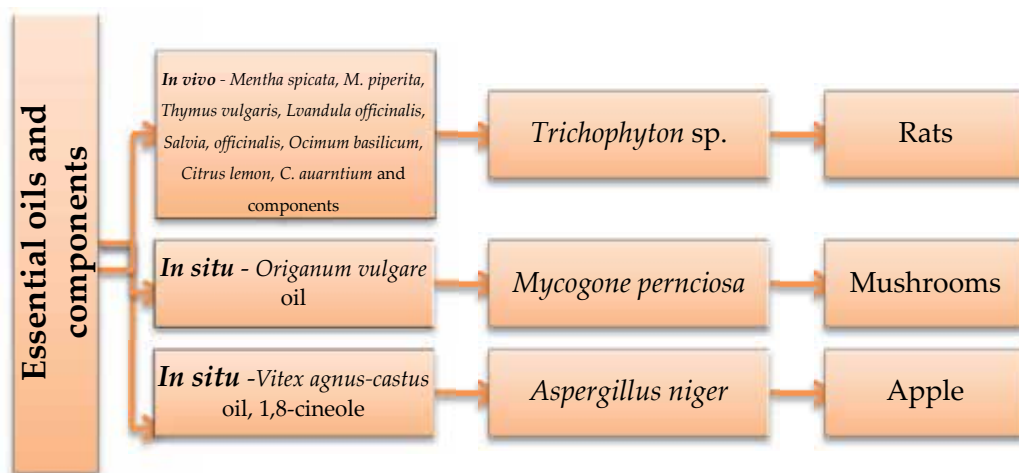 Essential oils and
components
In vivo - Mentha spicata, M. piperita,
Thymus vulgaris, Lvandula officinalis,
Salvia, officinalis, Ocimum basilicum,
Citrus lemon, C. auarntium and
components
Trichophyton sp.
Rats
In situ - Origanum vulgare
oil
Mycogone pernciosa
Mushrooms
In situ -Vitex agnus-castus
oil, 1,8-cineole
Aspergillus niger
Apple